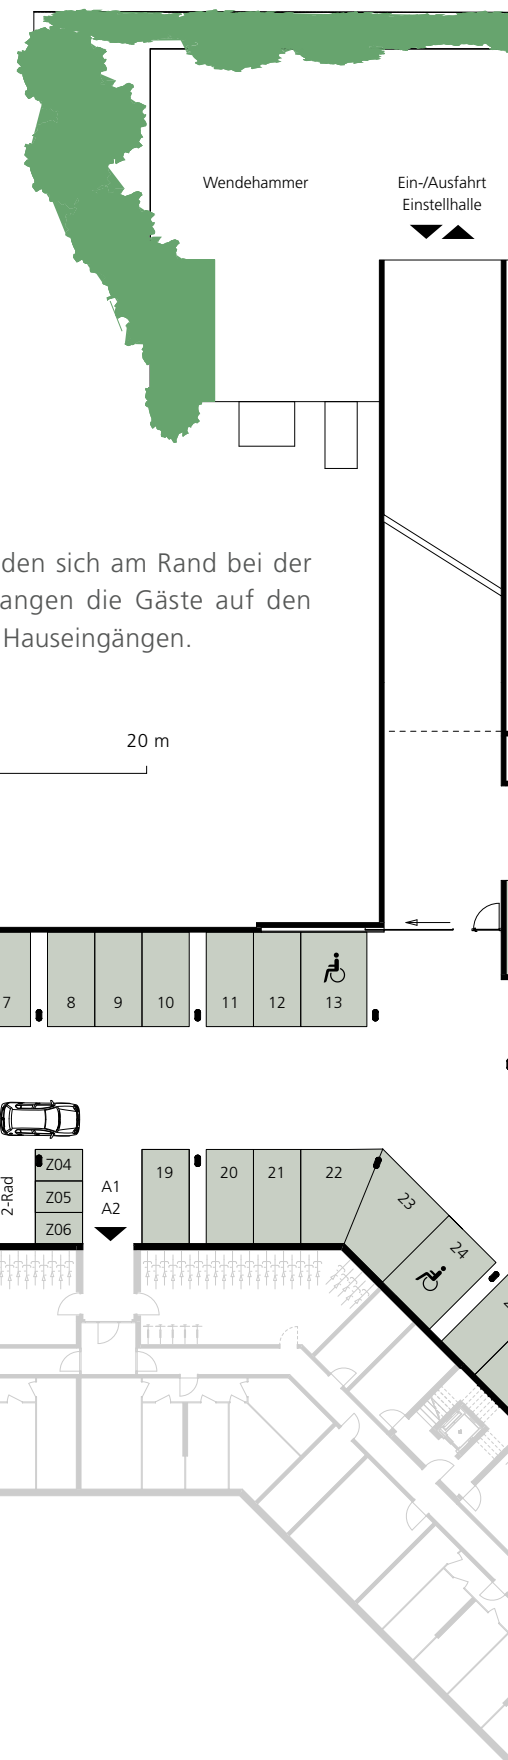 Wendehammer
Ein-/Ausfahrt
Einstellhalle
den sich am Rand bei der
angen die Gäste auf den
Hauseingängen.
20 m
7
8
9
10
11
12
13
2-Rad
Z04
Z05
Z06
A1
A2
19
20
21
22
23
24